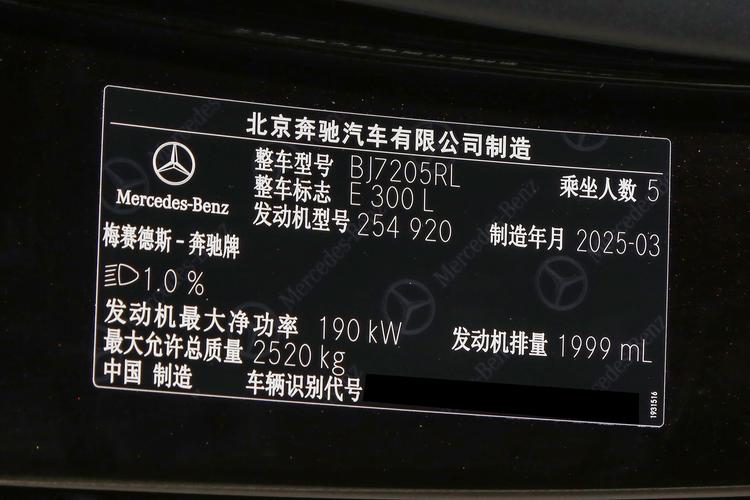 北京奔驰汽车有限公司制造
整车型号 BJ7205RL 乘坐人数 5
整车标志 E 300 L
Mercedes-Benz
发动机型号 254 920 制造年月 2025-03
梅赛德斯-奔驰牌
1.0 %
发动机最大净功率 190 kW 发动机排量 1999 mL
最大允许总质量 2520 kg
中国 制造 车辆识别代号
1931516